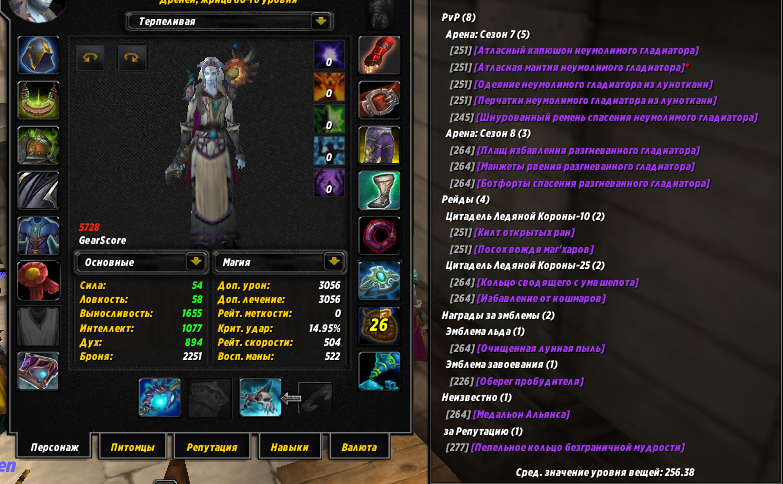 Дреней, жрица 80-го уровня
Терпеливая
0
0
0
0
0
5728
GearScore
Основные
Магия
Сила: 54
Ловкость: 58
Выносливость: 1655
Интеллект: 1077
Дух: 894
Броня: 2251
Доп. урон: 3056
Доп. лечение: 3056
Рейт. меткости: 0
Крит. удар: 14.95%
Рейт. скорости: 504
Восп. маны: 522
26
Персонаж
Питомцы
Репутация
Навыки
Валюта
en
PvP (8)
Арена: Сезон 7 (5)
[251] [Атласный капюшон неумолимого гладиатора]
[251] [Атласная мантия неумолимого гладиатора]*
[251] [Одеяние неумолимого гладиатора из луноткани]
[251] [Перчатки неумолимого гладиатора из луноткани]
[245] [Шнурованный ремень спасения неумолимого гладиатора]
Арена: Сезон 8 (3)
[264] [Плащ избавления разгневанного гладиатора]
[264] [Манжеты рвения разгневанного гладиатора]
[264] [Ботфорты спасения разгневанного гладиатора]
Рейды (4)
Цитадель Ледяной Короны-10 (2)
[251] [Килт открытых ран]
[251] [Посох вождя маг'харов]
Цитадель Ледяной Короны-25 (2)
[264] [Кольцо сводящего с ума шепота]
[264] [Избавление от кошмаров]
Награды за эмблемы (2)
Эмблема льда (1)
[264] [Очищенная лунная пыль]
Эмблема завоевания (1)
[226] [Оберег пробудителя]
Неизвестно (1)
[264] [Медальон Альянса]
за Репутацию (1)
[277] [Пепельное кольцо безграничной мудрости]
Сред. значение уровня вещей: 256.38